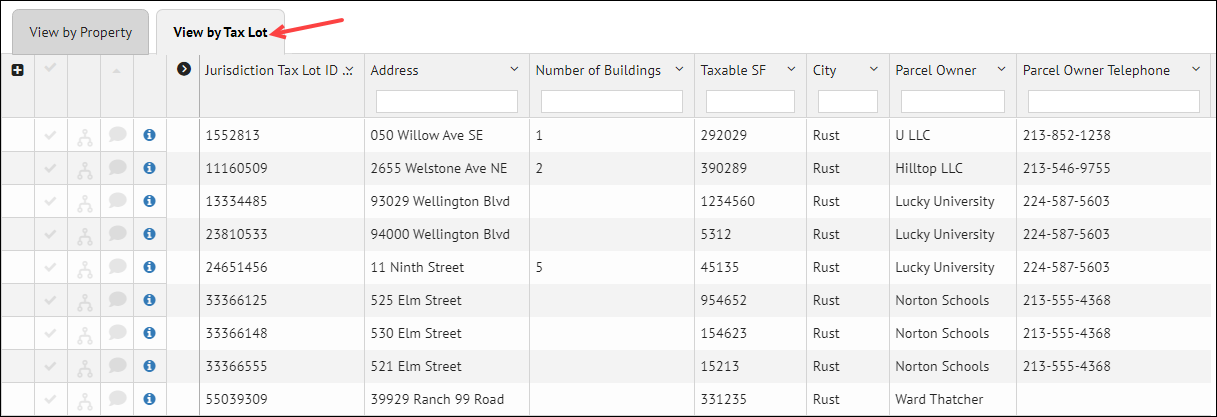 View by Property View by Tax Lot
Jurisdiction Tax Lot ID ... Address Number of Buildings Taxable SF City Parcel Owner Parcel Owner Telephone
1552813 050 Willow Ave SE 1 292029 Rust U LLC 213-852-1238
11160509 2655 Welstone Ave NE 2 390289 Rust Hilltop LLC 213-546-9755
13334485 93029 Wellington Blvd 1234560 Rust Lucky University 224-587-5603
23810533 94000 Wellington Blvd 5312 Rust Lucky University 224-587-5603
24651456 11 Ninth Street 5 45135 Rust Lucky University 224-587-5603
33366125 525 Elm Street 954652 Rust Norton Schools 213-555-4368
33366148 530 Elm Street 154623 Rust Norton Schools 213-555-4368
33366555 521 Elm Street 15213 Rust Norton Schools 213-555-4368
55039309 39929 Ranch 99 Road 331235 Rust Ward Thatcher